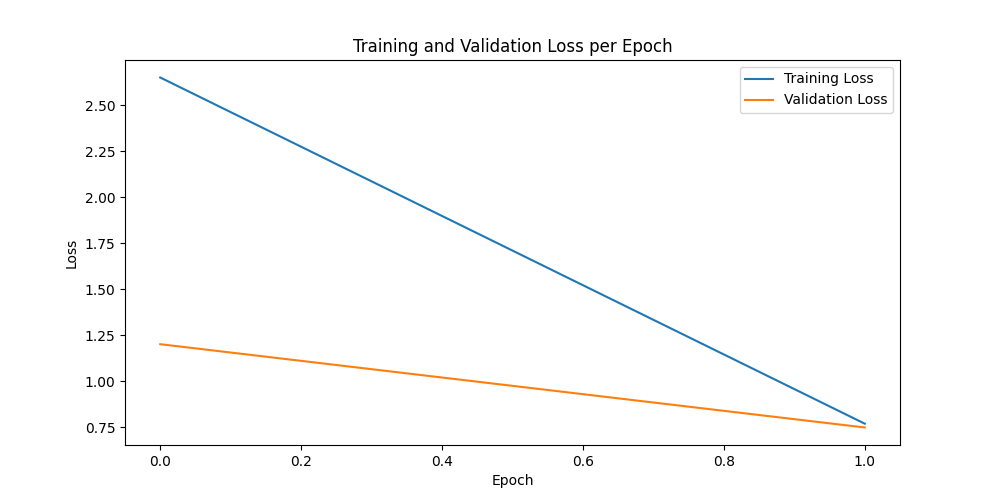 Training and Validation Loss per Epoch
Training Loss
Validation Loss
2.50
2.25
2.00
1.75
1.50
1.25
1.00
0.75
Loss
0.0
0.2
0.4
0.6
0.8
1.0
Epoch